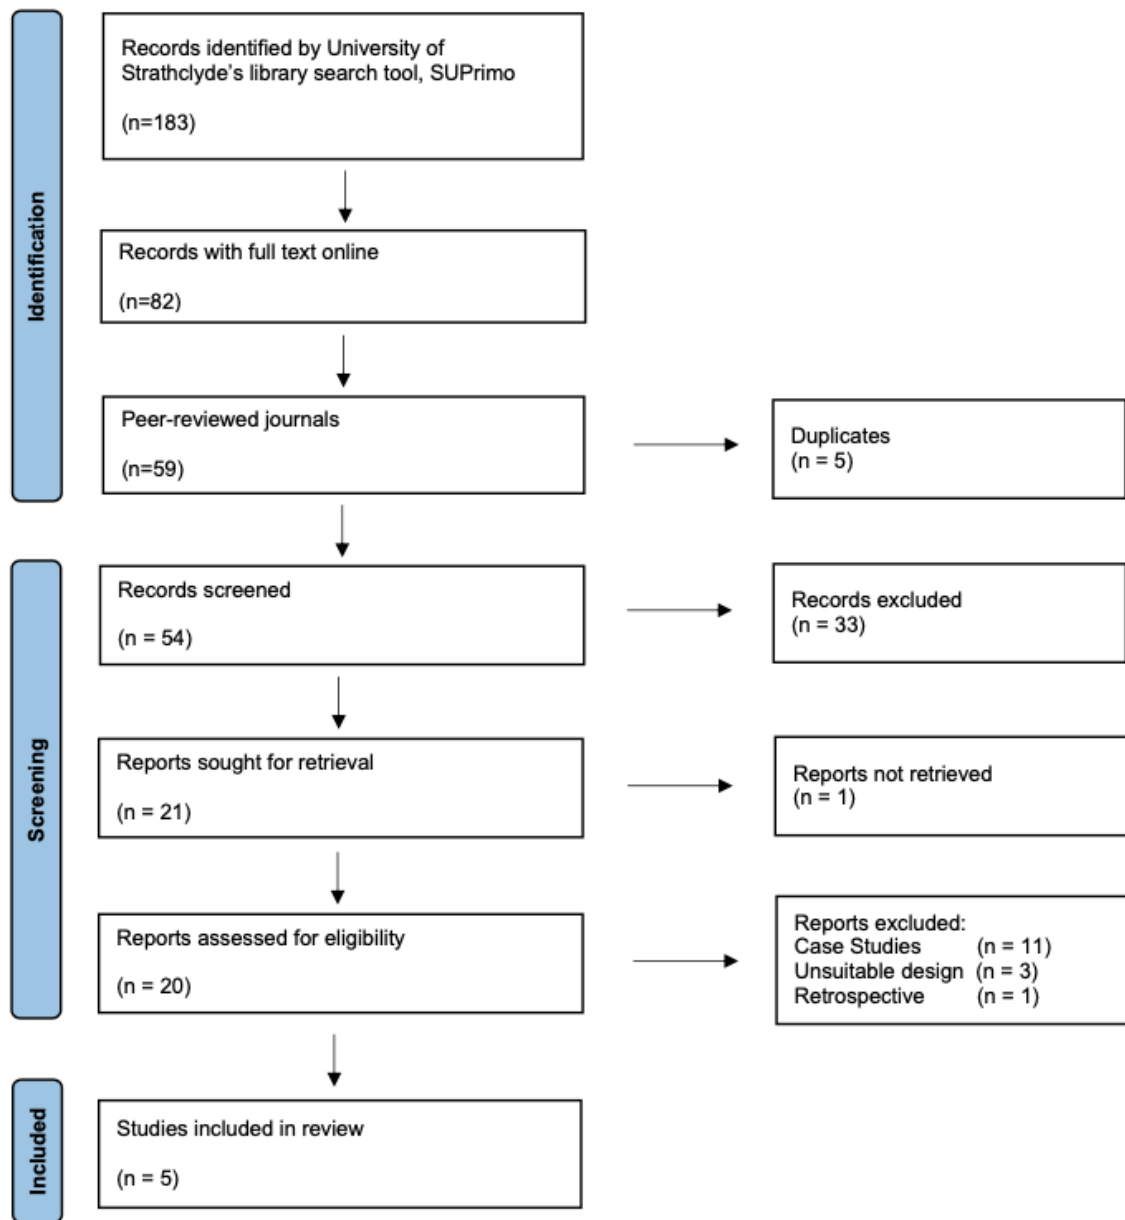 Identification
Records identified by University of
Strathclyde's library search tool, SUPrimo
(n=183)
Records with full text online
(n=82)
Peer-reviewed journals
(n=59)
Duplicates
(n = 5)
Screening
Records screened
(n = 54)
Records excluded
(n = 33)
Reports sought for retrieval
(n = 21)
Reports not retrieved
(n = 1)
Reports assessed for eligibility
(n = 20)
Reports excluded:
Case Studies (n = 11)
Unsuitable design (n = 3)
Retrospective (n = 1)
Included
Studies included in review
(n = 5)